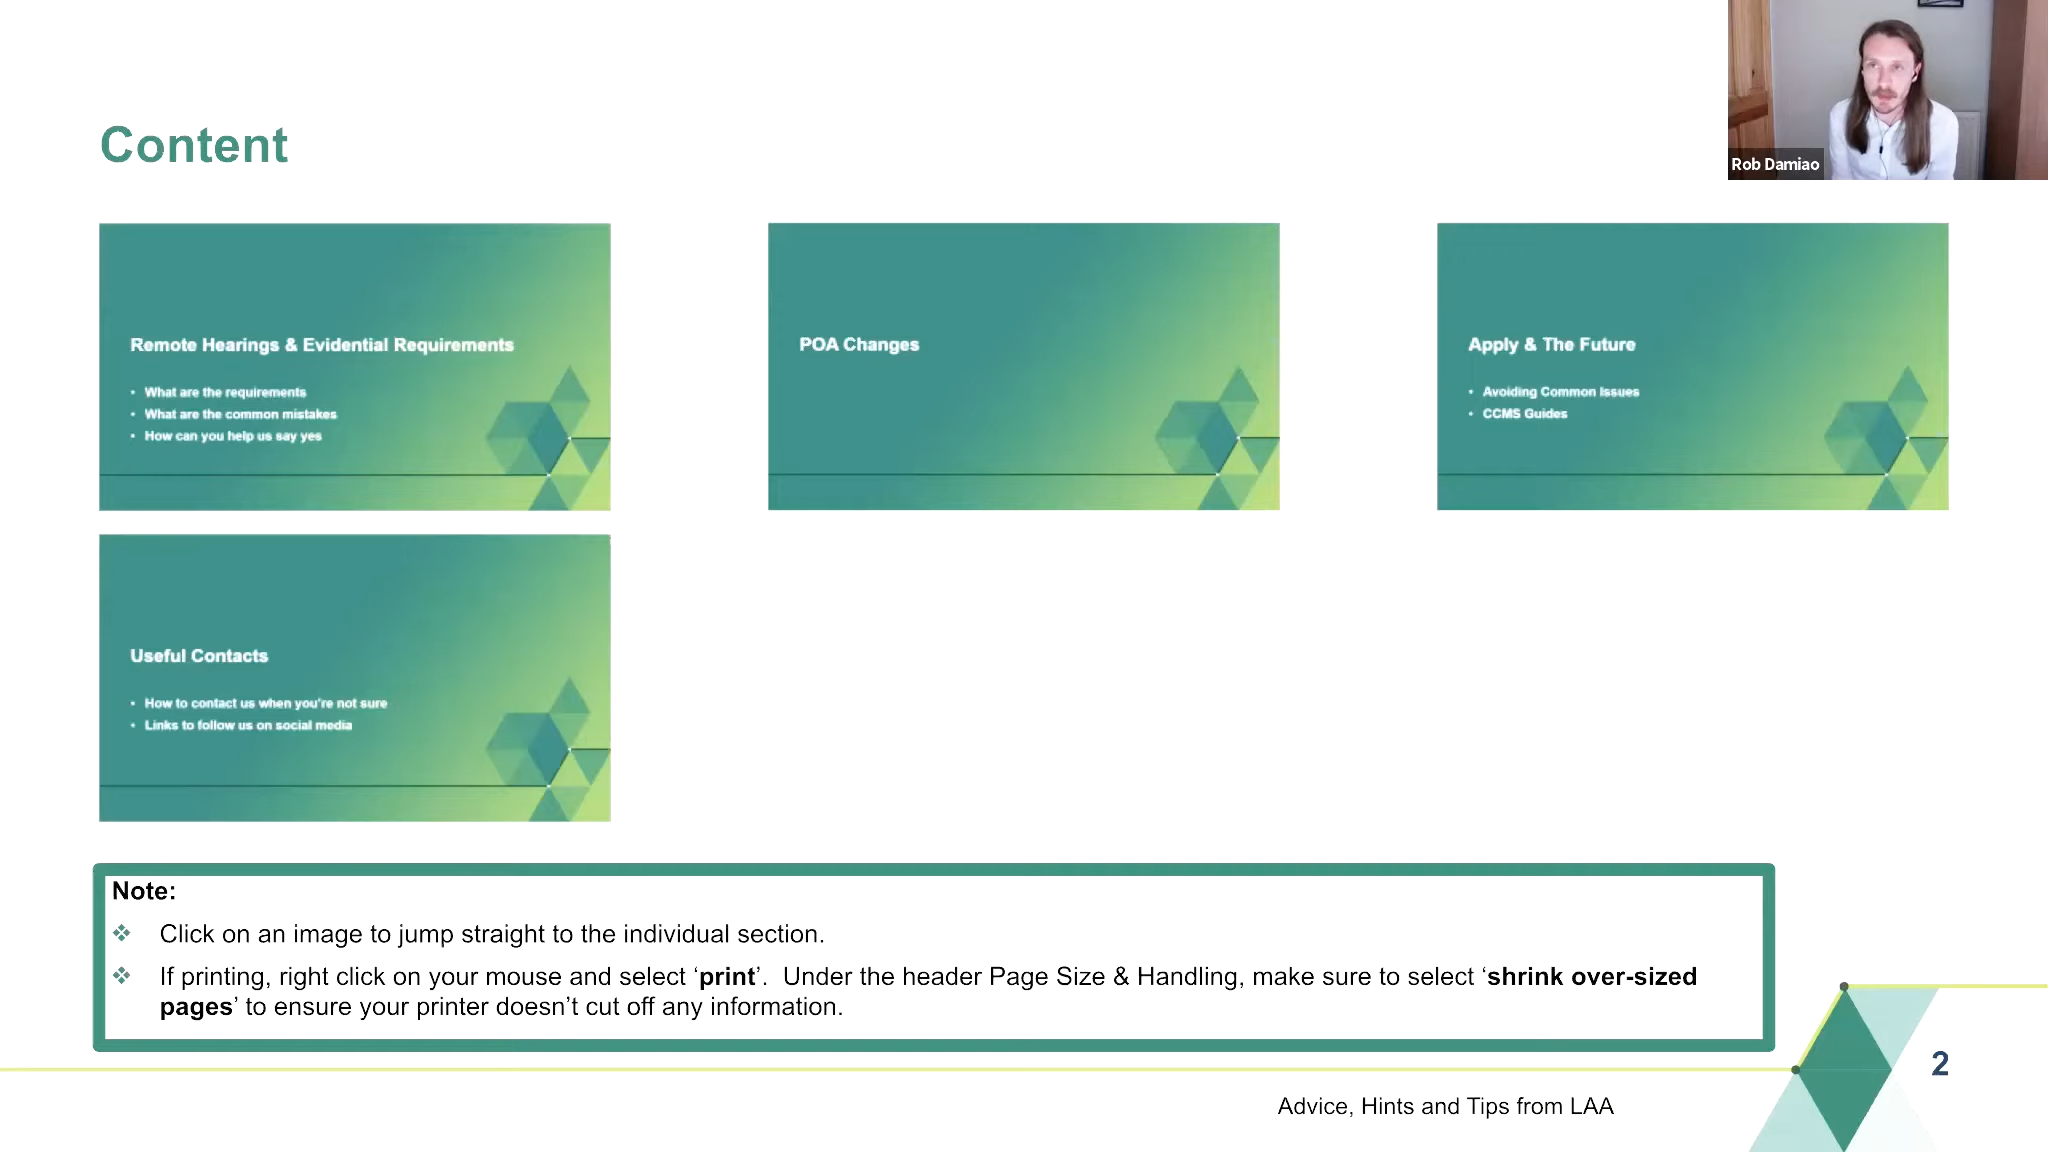 Content
Rob Damiao
Remote Hearings & Evidential Requirements
• What are the requirements
• What are the common mistakes
• How can you help us say yes
POA Changes
Apply & The Future
• Avoiding Common Issues
• CCMS Guides
Useful Contacts
• How to contact us when you're not sure
• Links to follow us on social media
Note:
❖ Click on an image to jump straight to the individual section.
❖ If printing, right click on your mouse and select ‘print’.  Under the header Page Size & Handling, make sure to select ‘shrink over-sized
pages’ to ensure your printer doesn’t cut off any information.
Advice, Hints and Tips from LAA
2